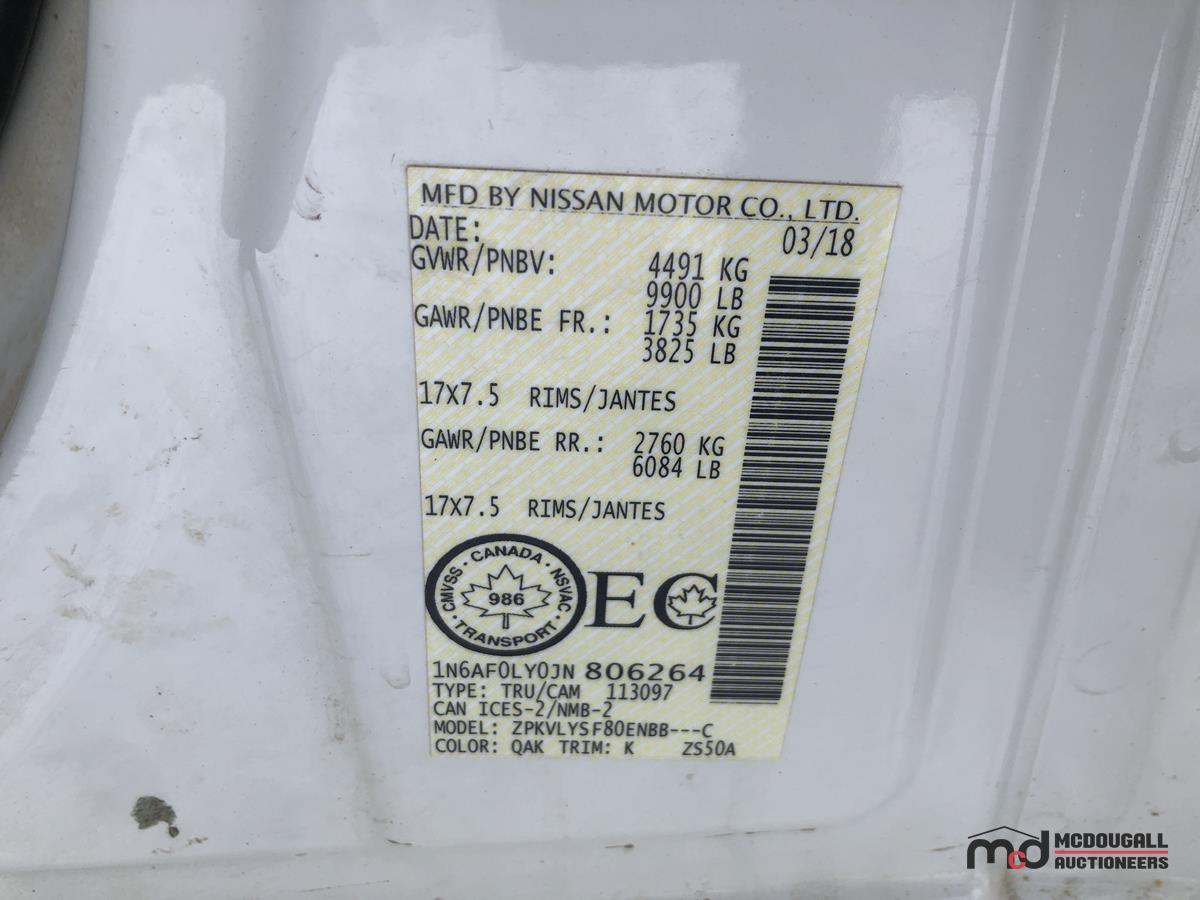 MFD BY NISSAN MOTOR CO., LTD.
DATE: 03/18
GVWR/PNBV: 4491 KG
9900 LB
GAWR/PNBE FR.: 1735 KG
3825 LB
17X7.5 RIMS/JANTES
GAWR/PNBE RR.: 2760 KG
6084 LB
17X7.5 RIMS/JANTES
CMVSS · CANADA · NSVAC · TRANSPORT ·
986
EC
1N6AF0LY0JN 806264
TYPE: TRU/CAM 113097
CAN ICES-2/NMB-2
MODEL: ZPKVLYSF80ENBB---C
COLOR: QAK TRIM: K ZS50A
mcd MCDOUGALL
AUCTIONEERS